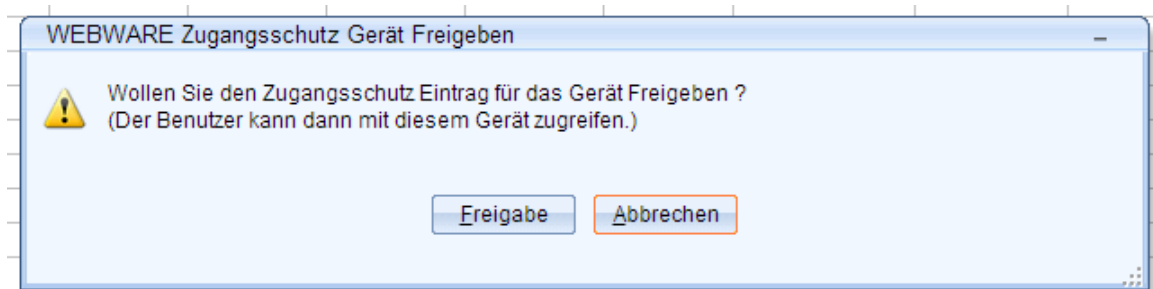 WEBWARE Zugangsschutz Gerät Freigeben
Wollen Sie den Zugangsschutz Eintrag für das Gerät Freigeben ?
(Der Benutzer kann dann mit diesem Gerät zugreifen.)
Freigabe Abbrechen